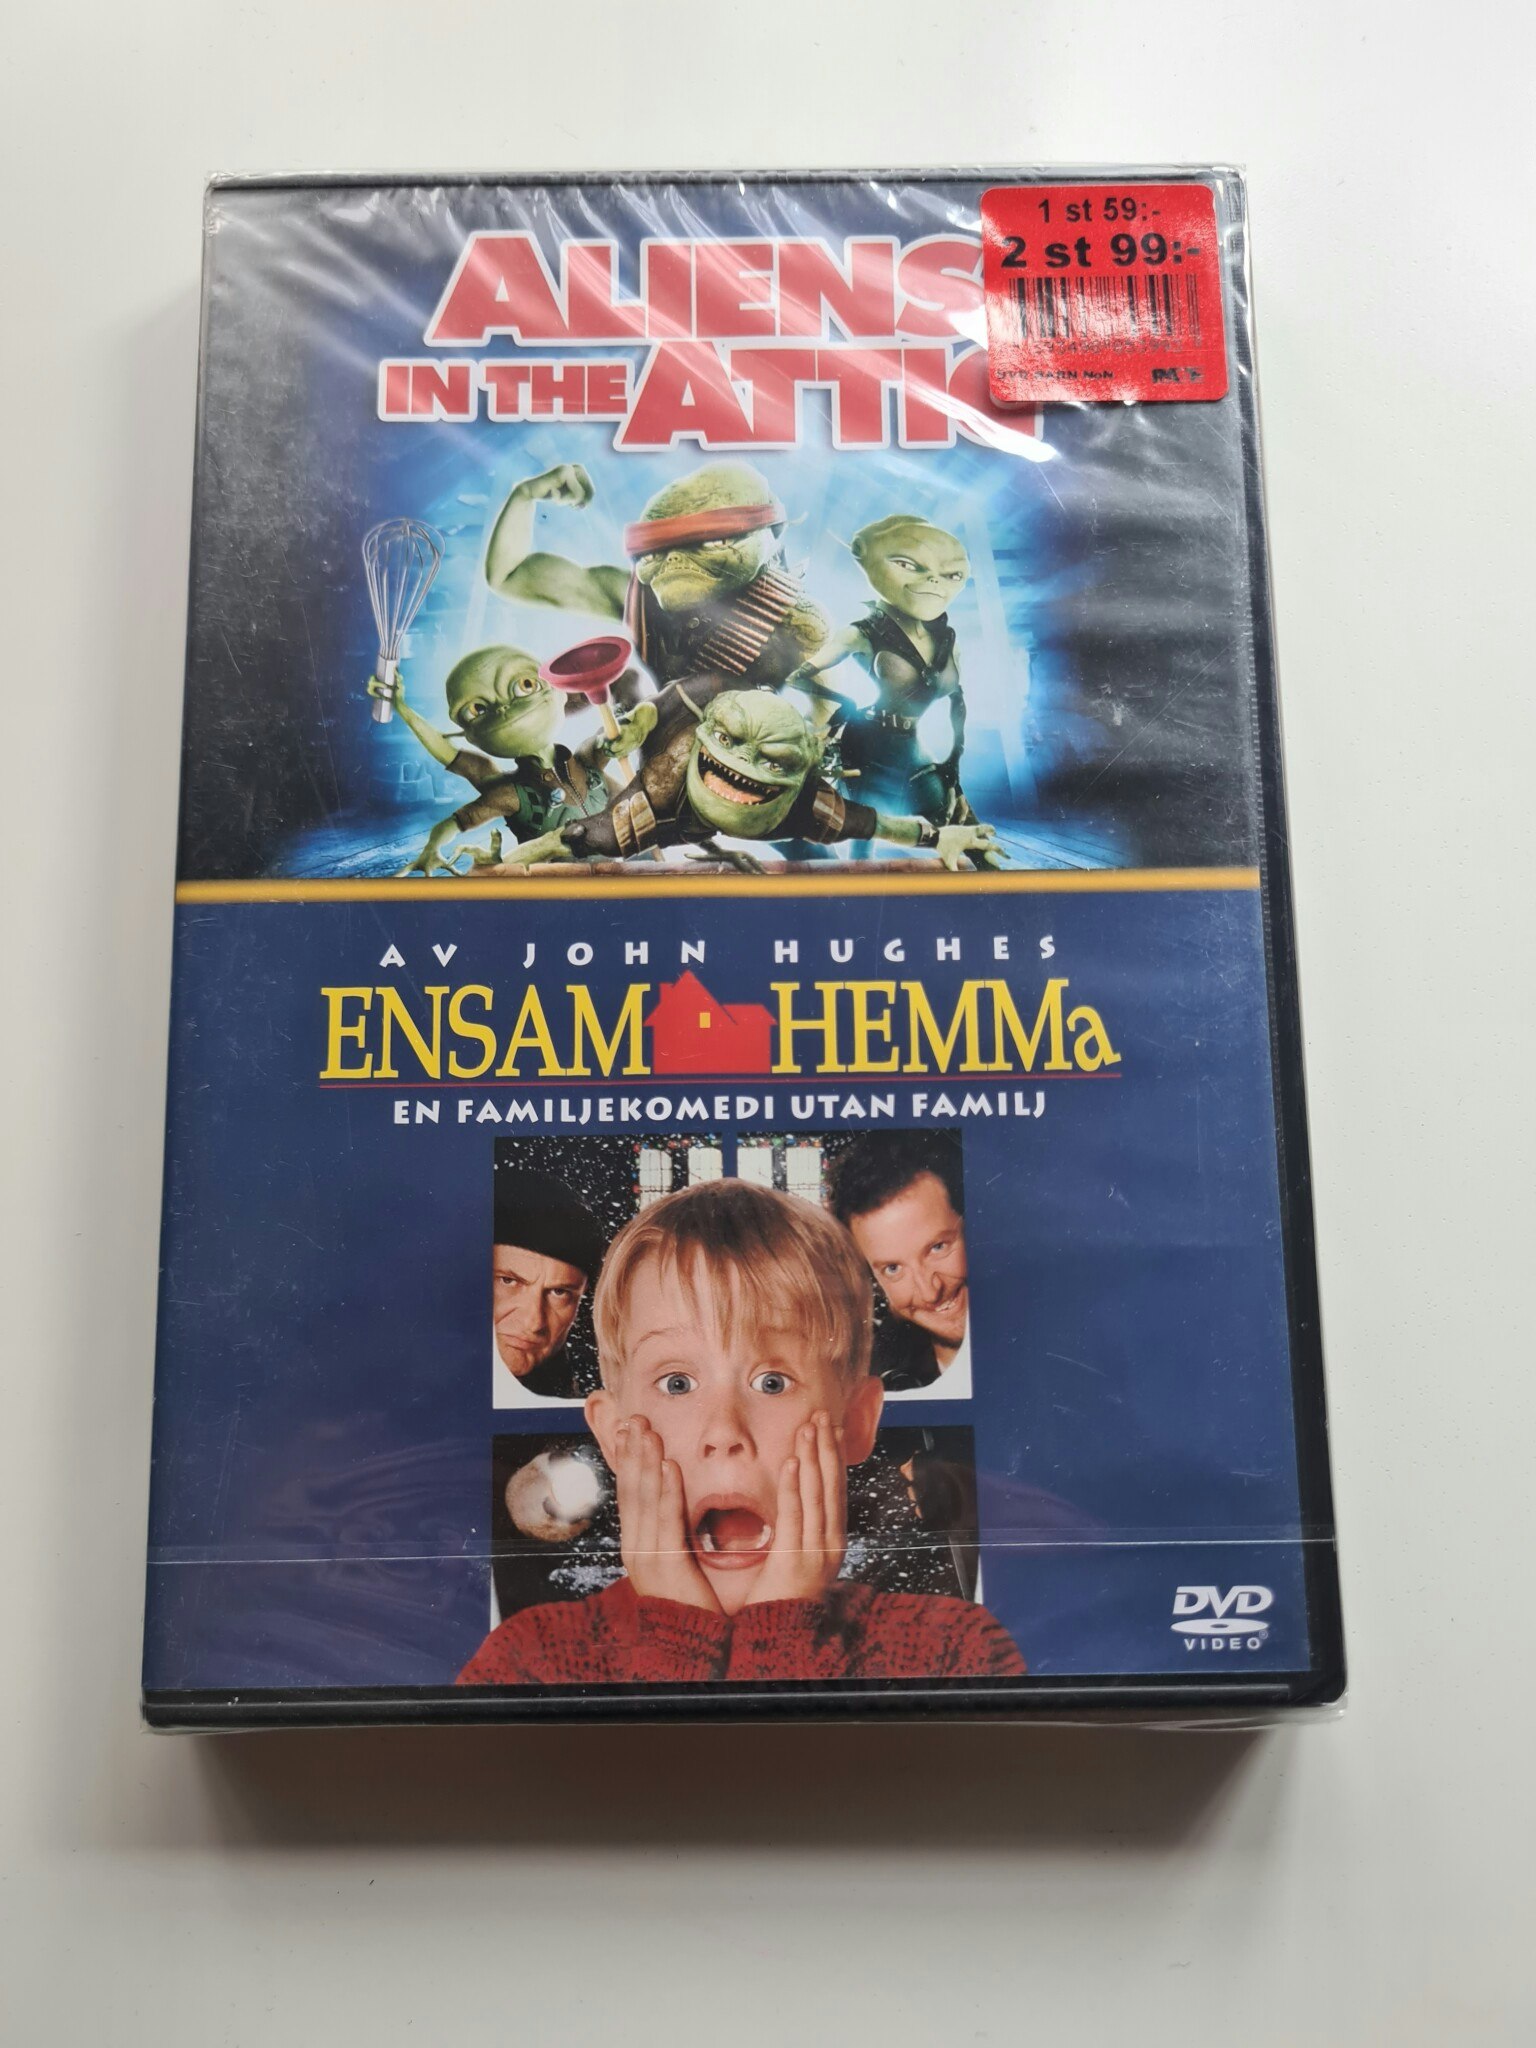 1 st 59:-
2 st 99:-
ALIENS
IN THE ATTIC
AV JOHN HUGHES
ENSAM HEMMa
EN FAMILJEKOMEDI UTAN FAMILJ
DVD
VIDEO